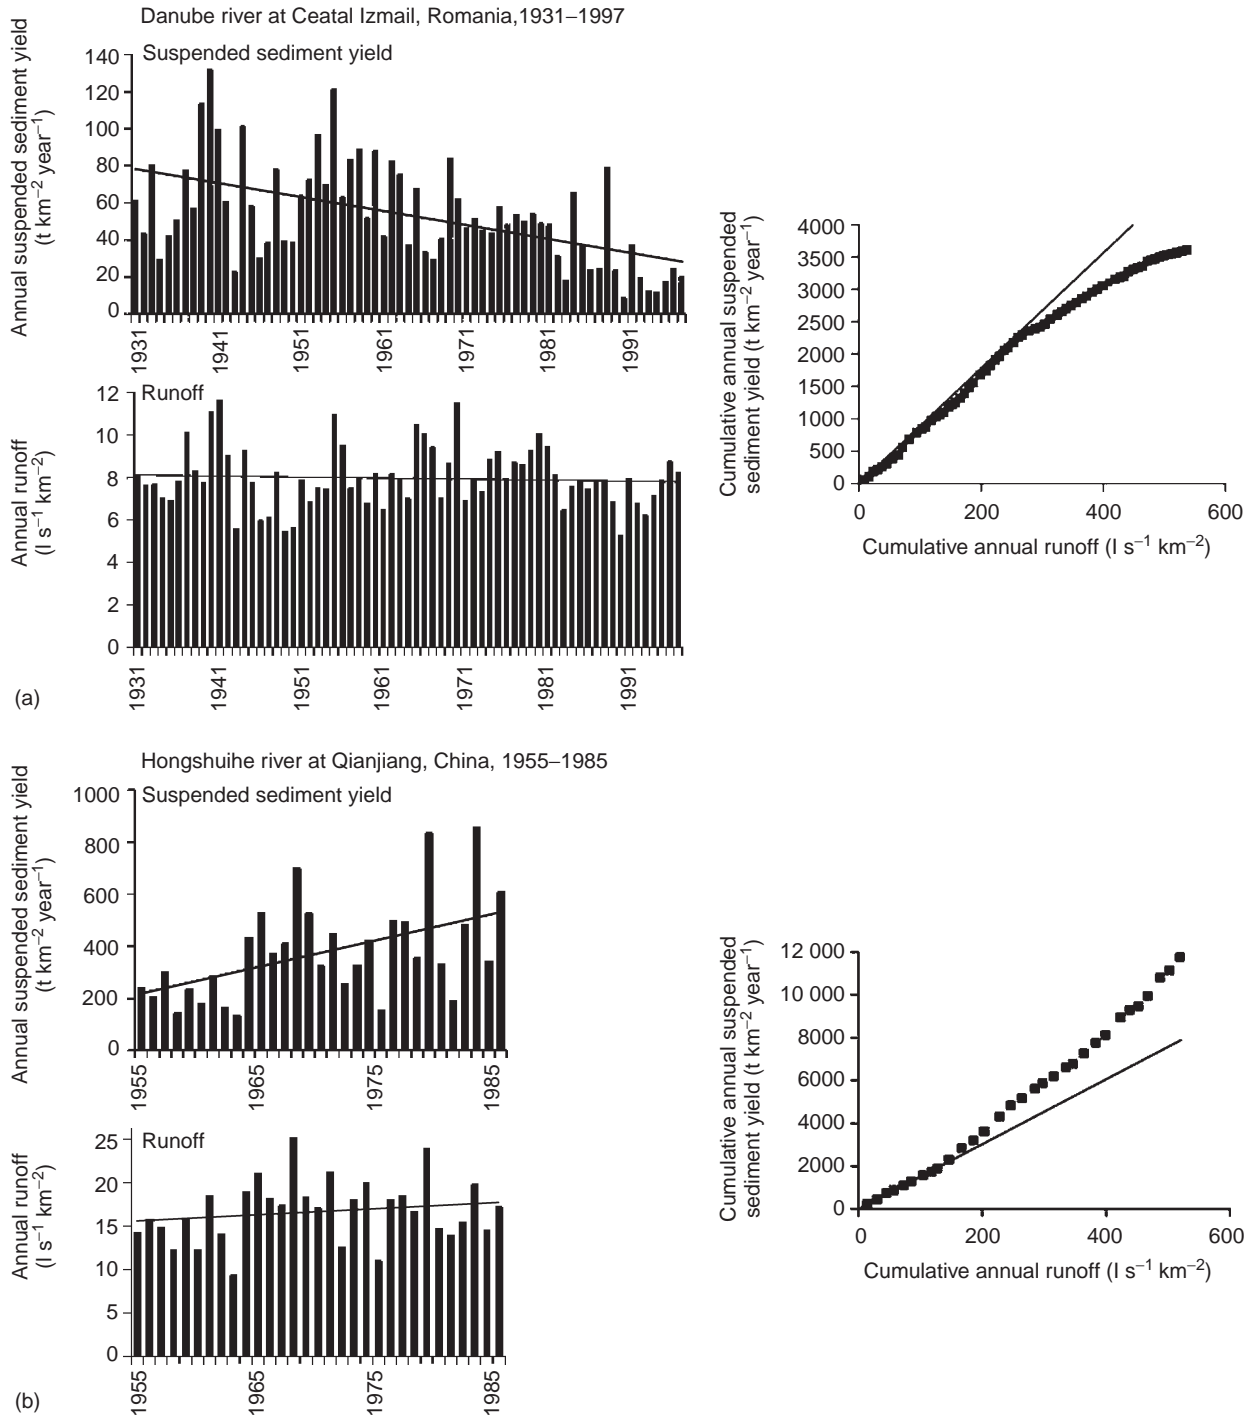 Danube river at Ceatal Izmail, Romania,1931–1997
Annual suspended sediment yield
(t km−2 year−1)
Suspended sediment yield
140
120
100
80
60
40
20
0
1931
1941
1951
1961
1971
1981
1991
Annual runoff
(l s−1 km−2)
Runoff
12
10
8
6
4
2
0
1931
1941
1951
1961
1971
1981
1991
Cumulative annual suspended
sediment yield (t km−2 year−1)
4000
3500
3000
2500
2000
1500
1000
500
0
0 200 400 600
Cumulative annual runoff (l s−1 km−2)
(a)
Hongshuihe river at Qianjiang, China, 1955–1985
Annual suspended sediment yield
(t km−2 year−1)
Suspended sediment yield
1000
800
600
400
200
0
1955
1965
1975
1985
Annual runoff
(l s−1 km−2)
Runoff
25
20
15
10
5
0
1955
1965
1975
1985
Cumulative annual suspended
sediment yield (t km−2 year−1)
12 000
10 000
8000
6000
4000
2000
0
0 200 400 600
Cumulative annual runoff (l s−1 km−2)
(b)